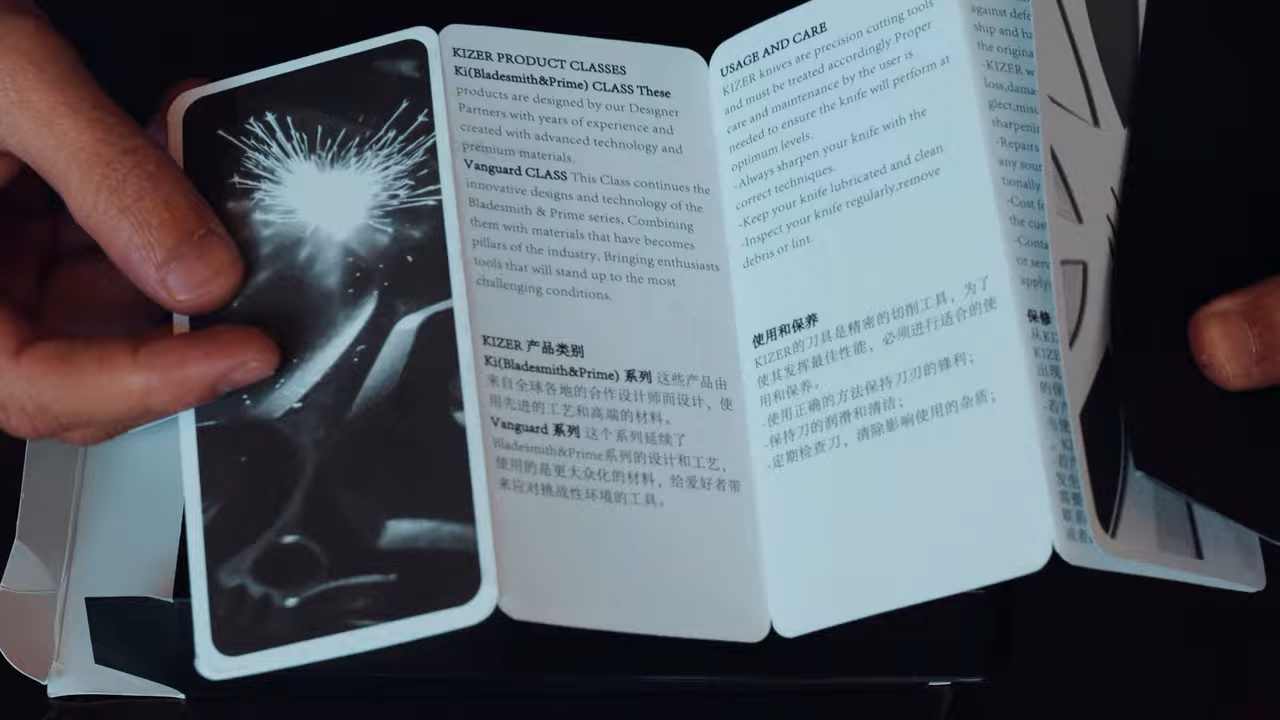 KIZER PRODUCT CLASSES
Ki(Bladesmith&Prime) CLASS These
products are designed by our Designer
Partners with years of experience and
created with advanced technology and
premium materials.
Vanguard CLASS This Class continues the
innovative designs and technology of the
Bladesmith & Prime series, Combining
them with materials that have becomes
pillars of the industry, Bringing enthusiasts
tools that will stand up to the most
challenging conditions.
KIZER 产品类别
Ki(Bladesmith&Prime) 系列 这些产品由
来自全球各地的合作设计师而设计，使
用先进的工艺和高端的材料。
Vanguard 系列 这个系列延续了
Bladesmith&Prime系列的设计和工艺，
使用的是更大众化的材料，给爱好者带
来应对挑战性环境的工具。
USAGE AND CARE
KIZER knives are precision cutting tools
and must be treated accordingly Proper
care and maintenance by the user is
needed to ensure the knife will perform at
optimum levels.
-Always sharpen your knife with the
correct techniques.
-Keep your knife lubricated and clean
-Inspect your knife regularly,remove
debris or lint.
使用和保养
KIZER的刀具是精密的切削工具，为了
使其发挥最佳性能，必须进行适合的使
用和保养。
-使用正确的方法保持刀刃的锋利；
-保持刀的润滑和清洁；
-定期检查刀，清除影响使用的杂质；
against defe
ship and ha
the origina
-KIZER w
loss,dama
glect,misu
sharpenin
-Repairs
any sour
tionally
-Cost fr
the cus
-Conta
or serv
apply
保修
从KI
KIZE
出现
的保